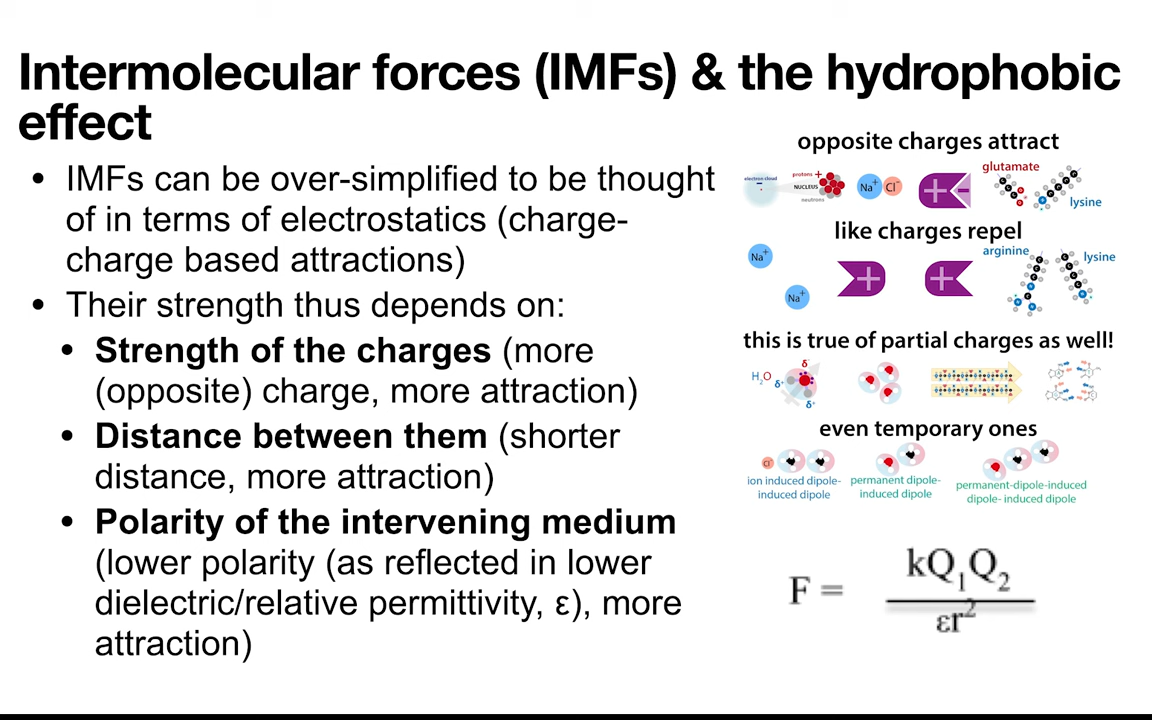 Intermolecular forces (IMFs) & the hydrophobic
effect
• IMFs can be over-simplified to be thought
of in terms of electrostatics (charge-
charge based attractions)
• Their strength thus depends on:
• Strength of the charges (more
(opposite) charge, more attraction)
• Distance between them (shorter
distance, more attraction)
• Polarity of the intervening medium
(lower polarity (as reflected in lower
dielectric/relative permittivity, ε), more
attraction)
opposite charges attract
electron cloud
-
protons +
NUCLEUS
neutrons
Na+ Cl-
+ -
glutamate
lysine
like charges repel
Na+
Na+
+ +
arginine
lysine
this is true of partial charges as well!
H2O
δ-
δ+
δ+
even temporary ones
Cl-
ion induced dipole-
induced dipole
permanent dipole-
induced dipole
permanent-dipole-induced
dipole- induced dipole
F = kQ1Q2
εr2